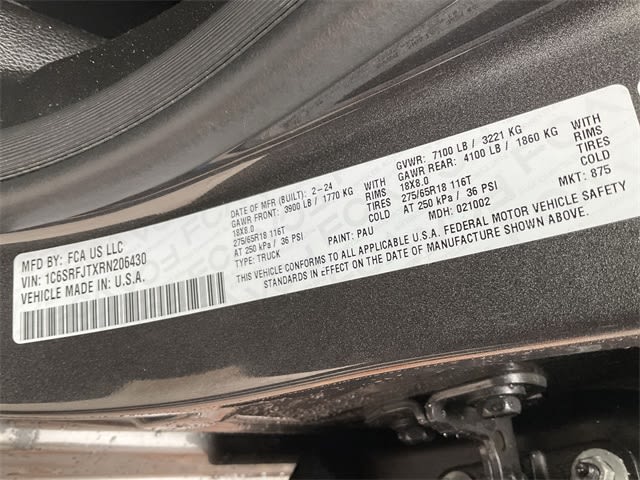 MFD BY: FCA US LLC
VIN: 1C6SRFJTXRN206430
VEHICLE MADE IN: U.S.A.
DATE OF MFR (BUILT): 2-24
GAWR FRONT: 3900 LB / 1770 KG WITH
18X8.0 RIMS
275/65R18 116T TIRES
AT 250 kPa / 36 PSI COLD
TYPE: TRUCK PAINT: PAU
GVWR: 7100 LB / 3221 KG
GAWR REAR: 4100 LB / 1860 KG WITH
18X8.0 RIMS
275/65R18 116T TIRES
AT 250 kPa / 36 PSI COLD
MDH: 021002 MKT: 875
THIS VEHICLE CONFORMS TO ALL APPLICABLE U.S.A. FEDERAL MOTOR VEHICLE SAFETY
STANDARDS IN EFFECT ON THE DATE OF MANUFACTURE SHOWN ABOVE.